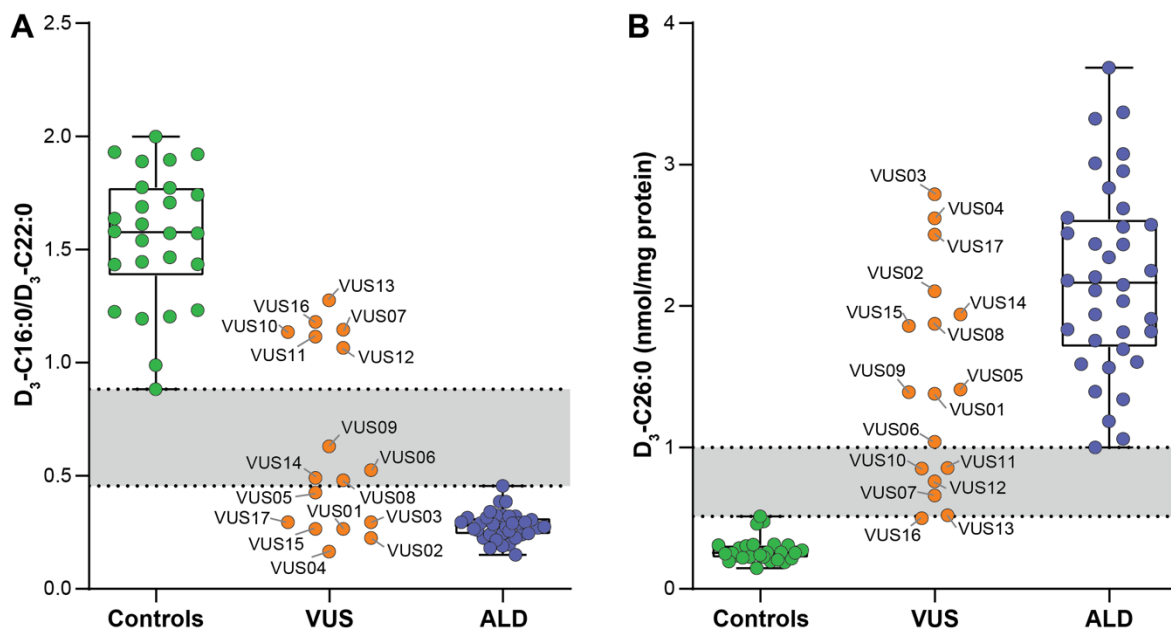 A
B
D3-C16:0/D3-C22:0
2.5
2.0
1.5
1.0
0.5
0.0
VUS13
VUS16
VUS07
VUS10
VUS11
VUS12
VUS09
VUS14
VUS06
VUS05
VUS08
VUS01
VUS17
VUS03
VUS15
VUS02
VUS04
Controls
VUS
ALD
D3-C26:0 (nmol/mg protein)
4
3
2
1
0
VUS03
VUS04
VUS17
VUS02
VUS15
VUS14
VUS08
VUS09
VUS05
VUS01
VUS06
VUS10
VUS11
VUS12
VUS07
VUS16
VUS13
Controls
VUS
ALD